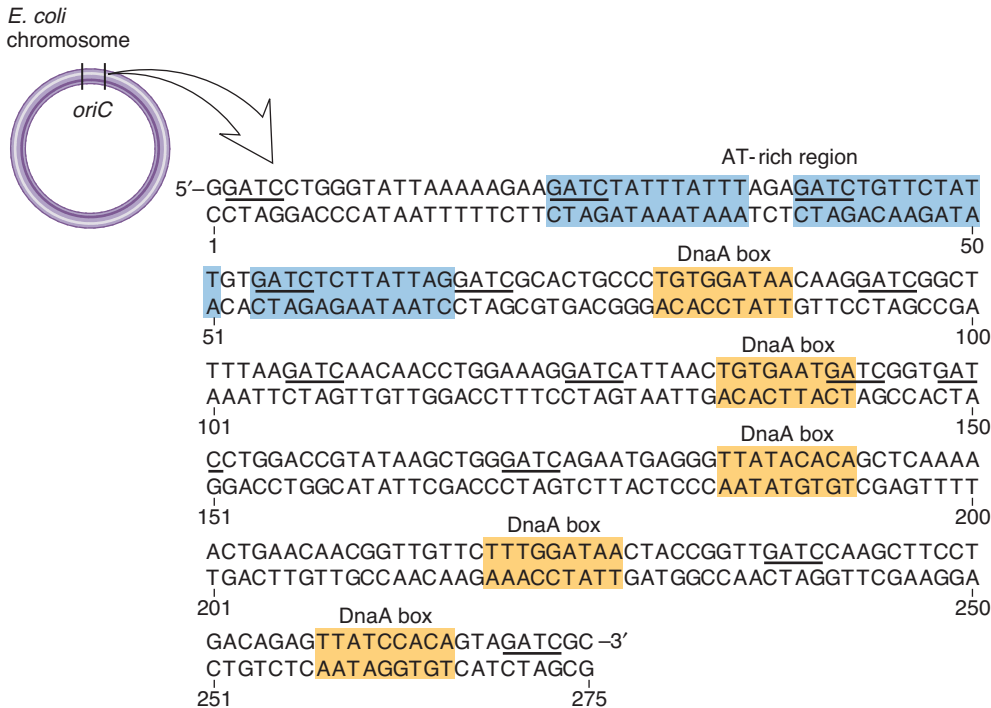 E. coli
chromosome
oriC
AT-rich region
5′–GGATCCTGGGTATTAAAAAGAAGATCTATTTATTTAGAGATCTGTTCTAT
CCTAGGACCCATAATTTTTCTTCTAGATAAATAAATCTCTAGACAAGATA
1 50
DnaA box
TGTGATCTCTTATTAGGATCGCACTGCCCTGTGGATAACAAGGATCGGCT
ACACTAGAGAATAATCCTAGCGTGACGGGACACCTATTGTTCCTAGCCGA
51 100
DnaA box
TTTAAGATCAACAACCTGGAAAGGATCATTAACTGTGAATGATCGGTGAT
AAATTCTAGTTGTTGGACCTTTCCTAGTAATTGACACTTACTAGCCACTA
101 150
DnaA box
CCTGGACCGTATAAGCTGGGATCAGAATGAGGGTTATACACAGCTCAAAA
GGACCTGGCATATTCGACCCTAGTCTTACTCCCAATATGTGTCGAGTTTT
151 200
DnaA box
ACTGAACAACGGTTGTTCTTTGGATAACTACCGGTTGATCCAAGCTTCCT
TGACTTGTTGCCAACAAGAAACCTATTGATGGCCAACTAGGTTCGAAGGA
201 250
DnaA box
GACAGAGTTATCCACAGTAGATCGC –3′
CTGTCTCAATAGGTGTCATCTAGCG
251 275